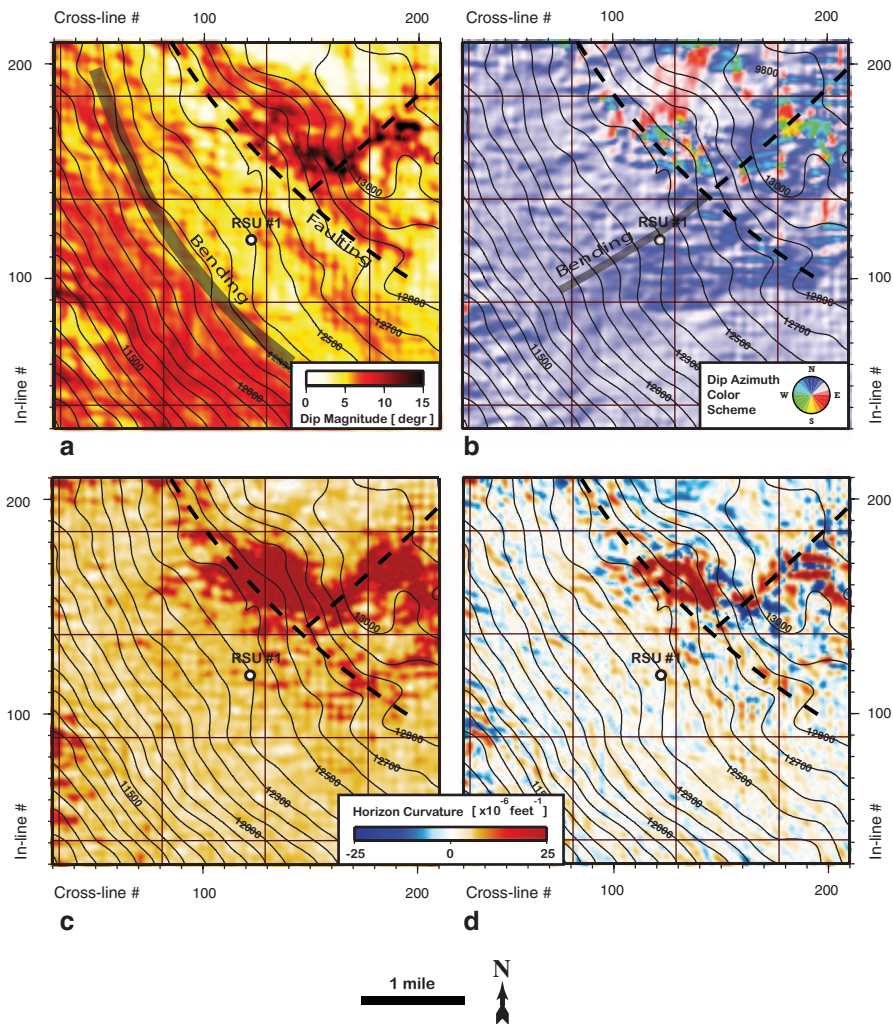 Cross-line # 100 200
200
100
In-line #
RSU #1
Bending
Faulting
13000
12800
12700
12500
12000
11500
0 5 10 15
Dip Magnitude [ degr ]
a
100 200
200
100
In-line #
9800
13000
RSU #1
Bending
12800
12700
12500
12300
12000
11500
Dip Azimuth
Color
Scheme
N
W E
S
b
200
100
In-line #
13000
RSU #1
12800
12700
12500
12300
12000
11500
Cross-line # 100 200
c
200
100
In-line #
13000
RSU #1
12800
12700
12500
12300
12000
Horizon Curvature [ x10-6 feet-1 ]
-25 0 25
Cross-line # 100 200
d
1 mile
N